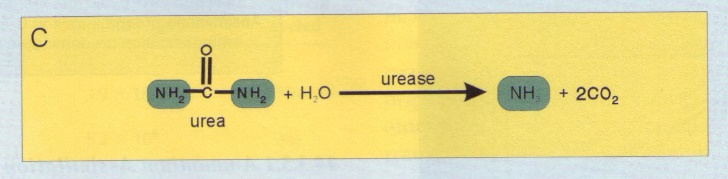 C
O
NH₂ C NH₂ + H₂O urease NH₃ + 2CO₂
urea